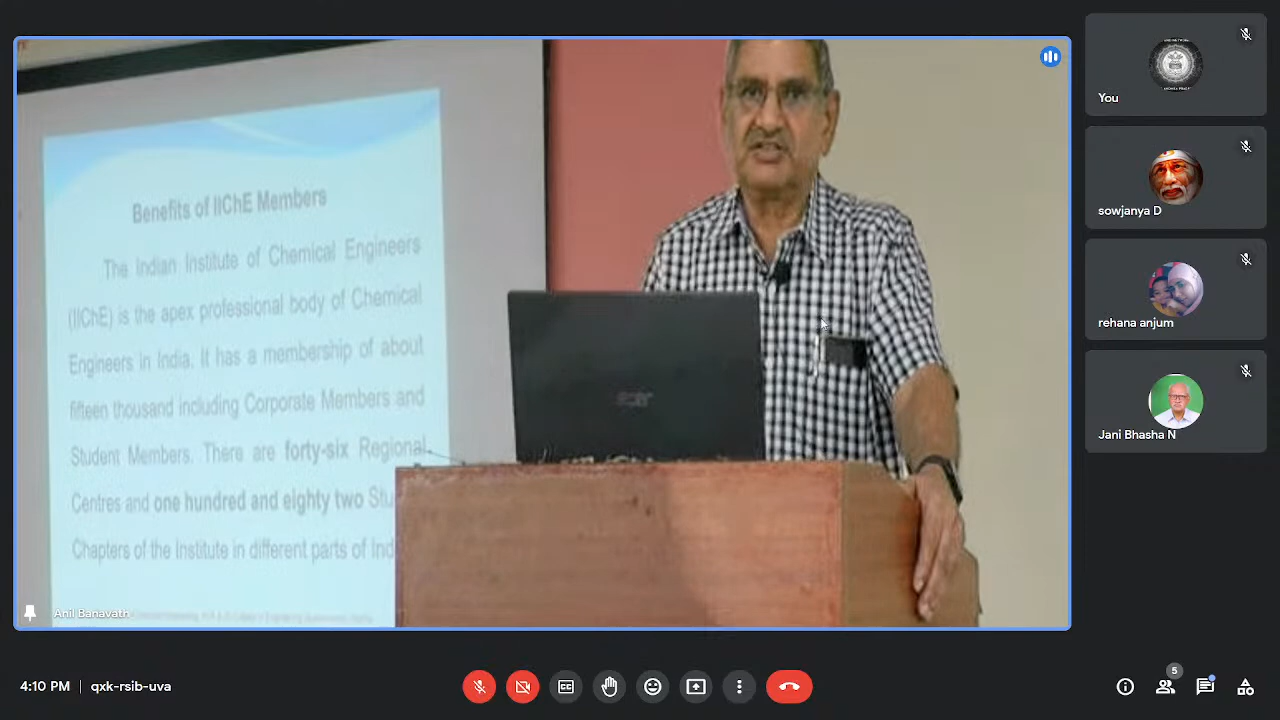 Benefits of IIChE Members
The Indian Institute of Chemical Engineers
(IIChE) is the apex professional body of Chemical
Engineers in India. It has a membership of about
fifteen thousand including Corporate Members and
Student Members. There are forty-six Regional
Centres and one hundred and eighty two Stu
Chapters of the Institute in different parts of Ind
acer
Anil Banavath
You
sowjanya D
rehana anjum
Jani Bhasha N
4:10 PM | qxk-rsib-uva
5